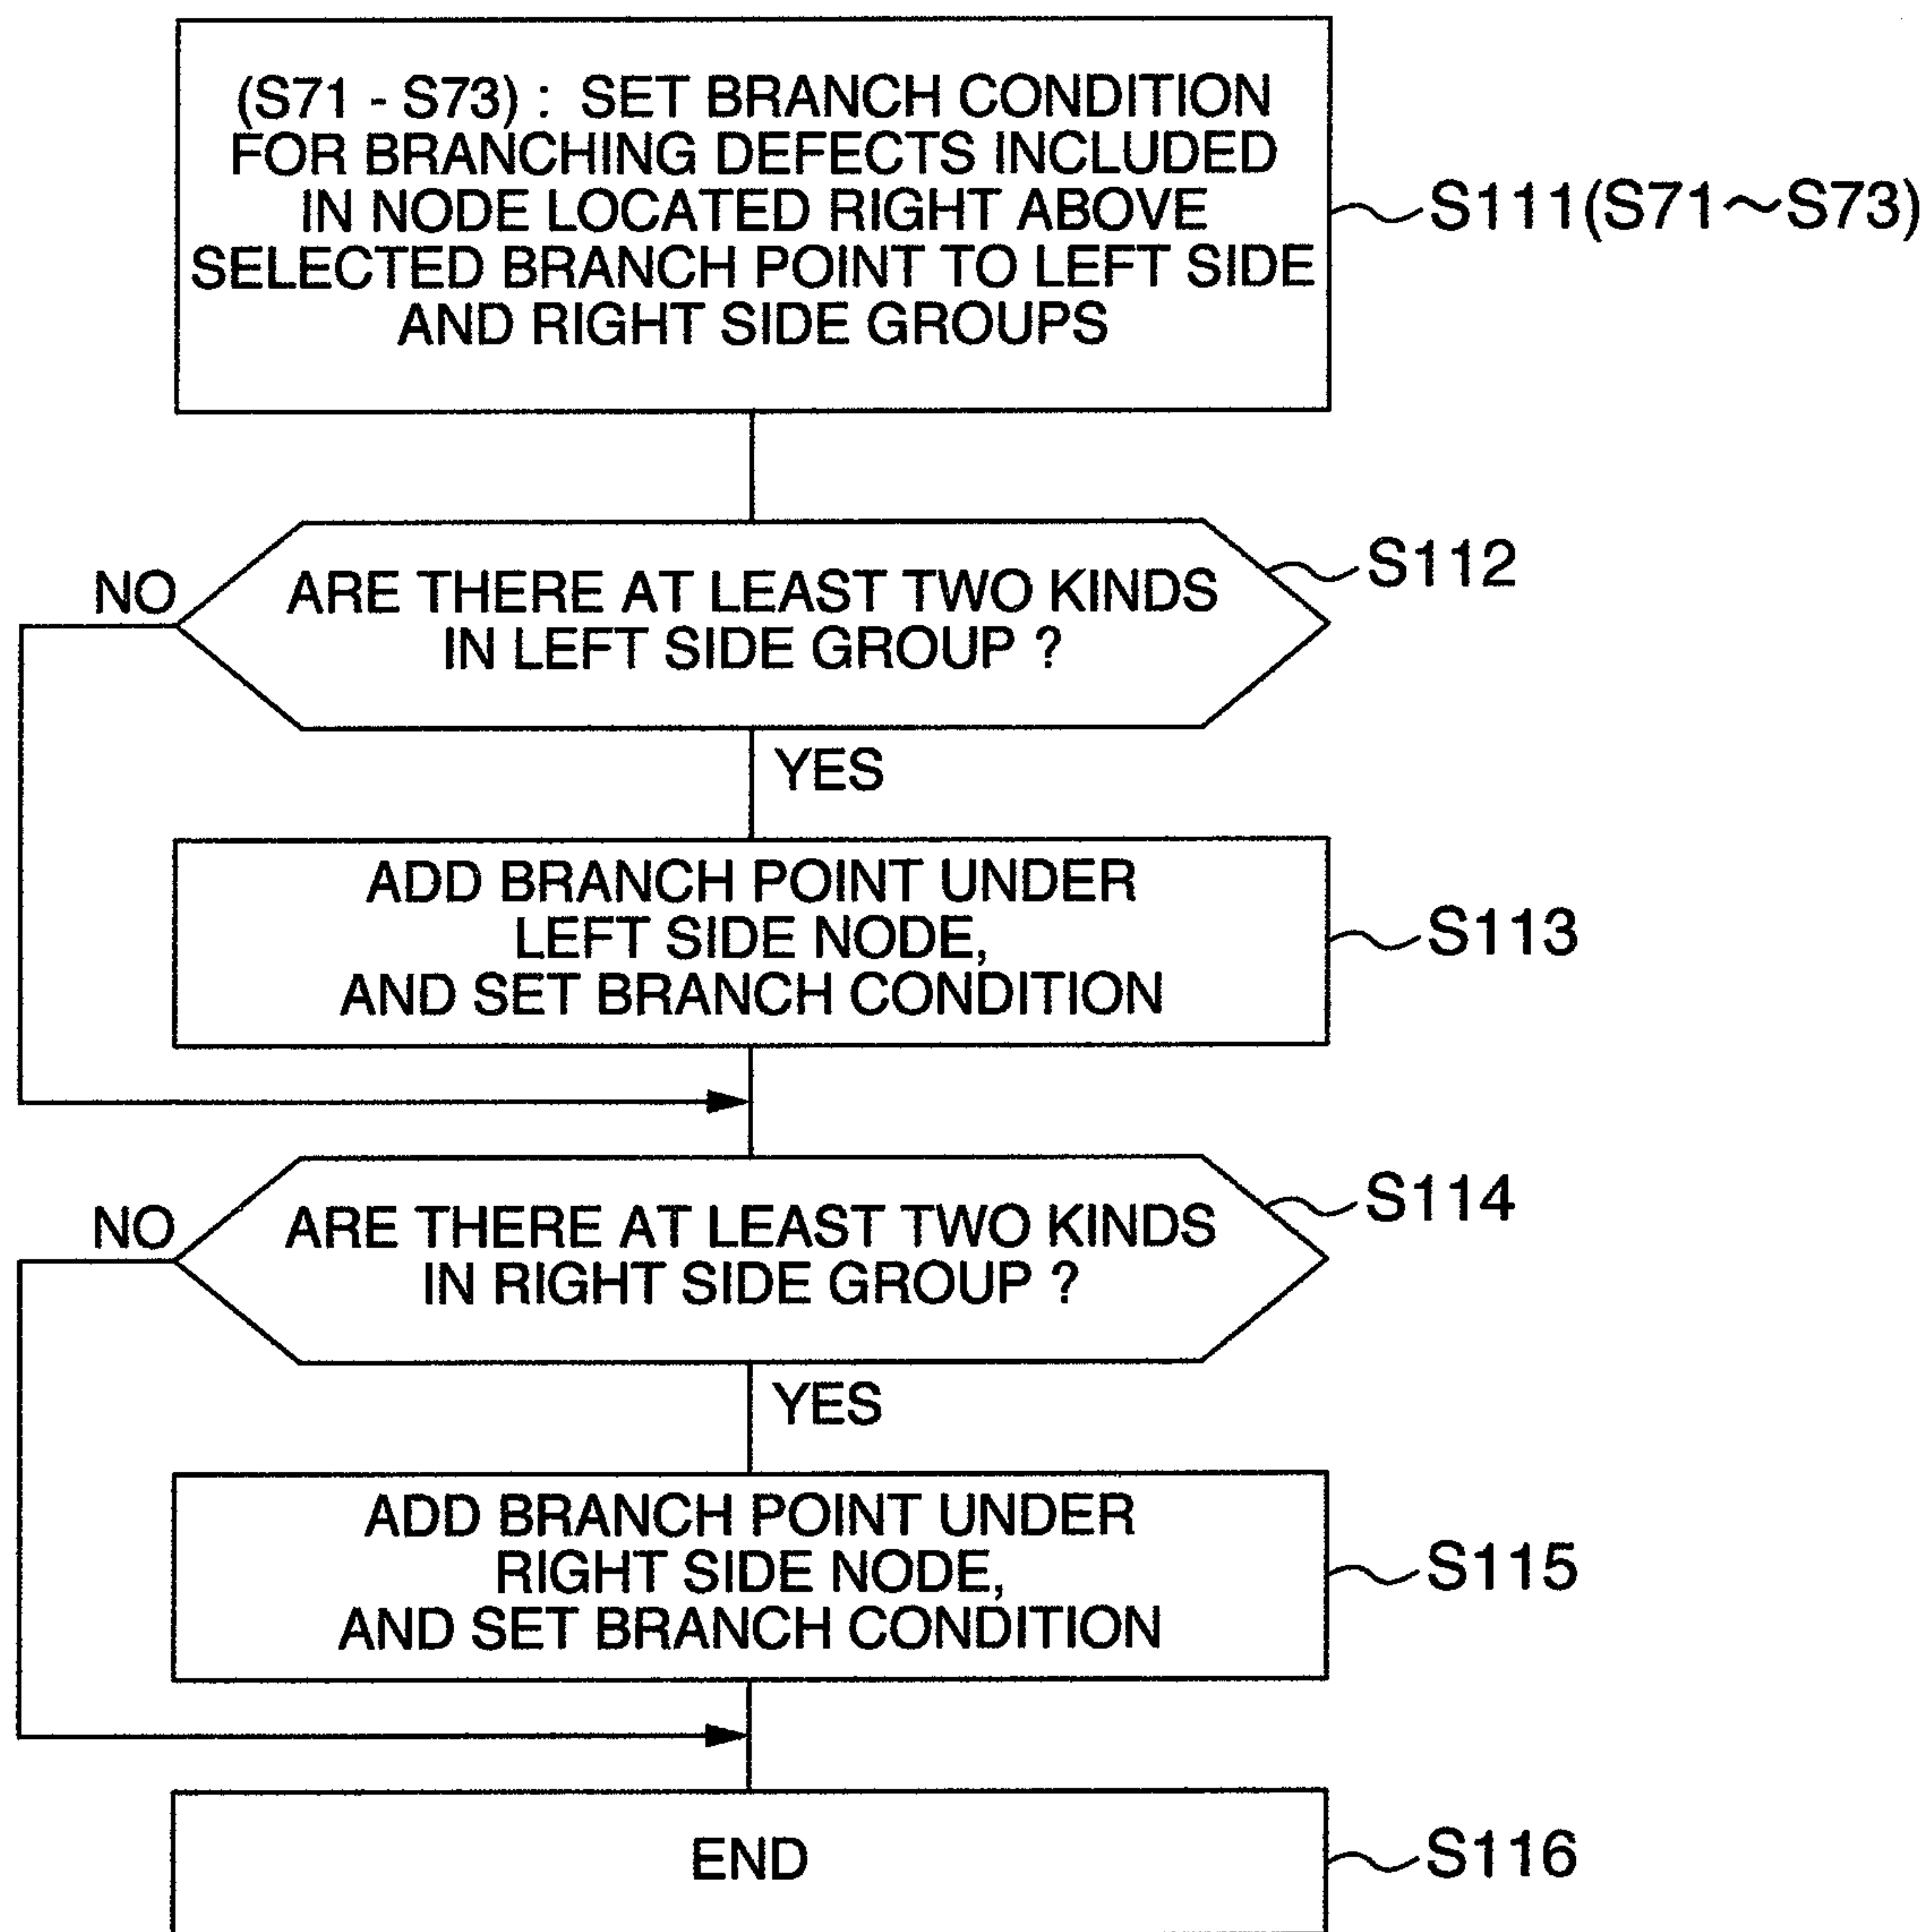 (S71 - S73) : SET BRANCH CONDITION
FOR BRANCHING DEFECTS INCLUDED
IN NODE LOCATED RIGHT ABOVE
SELECTED BRANCH POINT TO LEFT SIDE
AND RIGHT SIDE GROUPS
S111(S71~S73)
NO
ARE THERE AT LEAST TWO KINDS
IN LEFT SIDE GROUP ?
S112
YES
ADD BRANCH POINT UNDER
LEFT SIDE NODE,
AND SET BRANCH CONDITION
S113
NO
ARE THERE AT LEAST TWO KINDS
IN RIGHT SIDE GROUP ?
S114
YES
ADD BRANCH POINT UNDER
RIGHT SIDE NODE,
AND SET BRANCH CONDITION
S115
END
S116